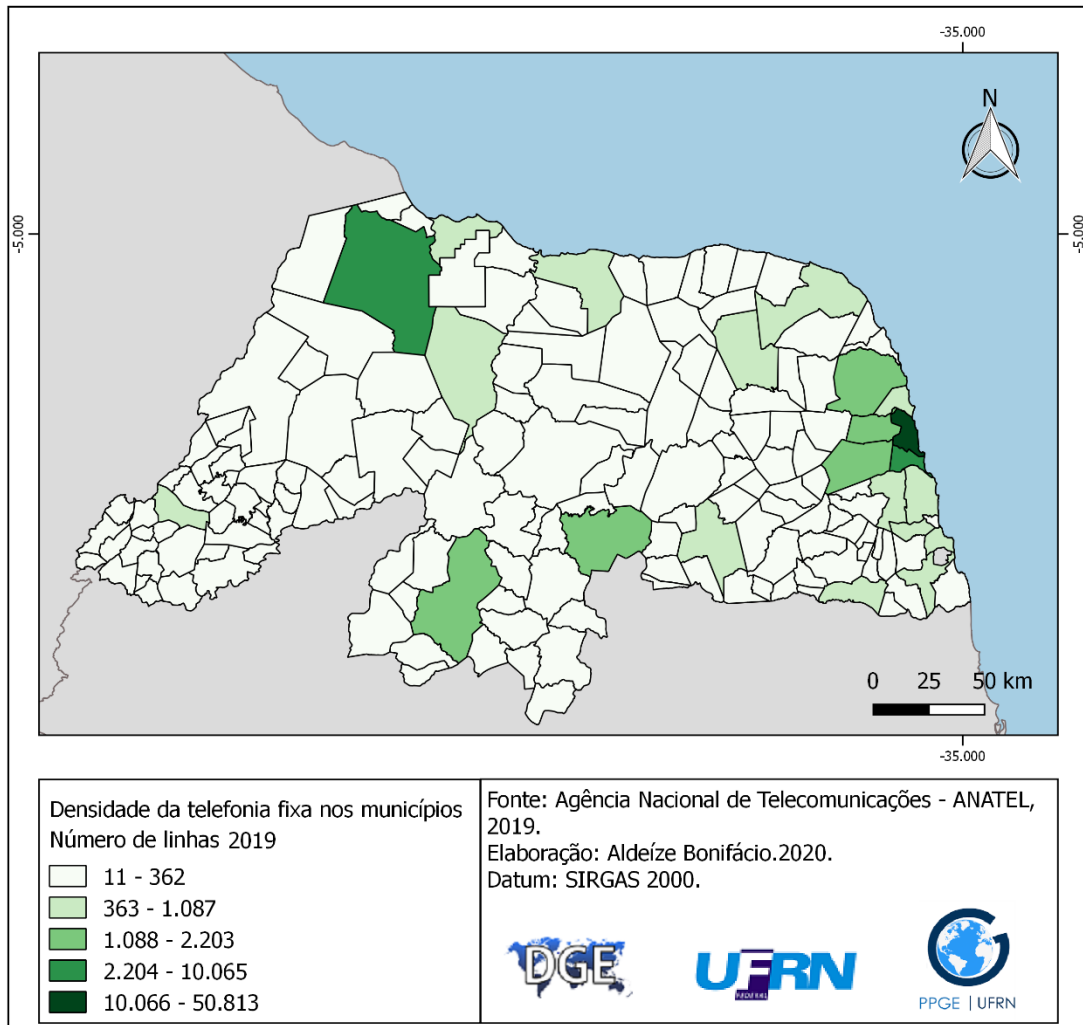 -35.000
N
-5.000
-5.000
0 25 50 km
-35.000
Densidade da telefonia fixa nos municípios
Número de linhas 2019
11 - 362
363 - 1.087
1.088 - 2.203
2.204 - 10.065
10.066 - 50.813
Fonte: Agência Nacional de Telecomunicações - ANATEL,
2019.
Elaboração: Aldeíze Bonifácio.2020.
Datum: SIRGAS 2000.
DGE
UFRN
FEDERAL
PPGE | UFRN